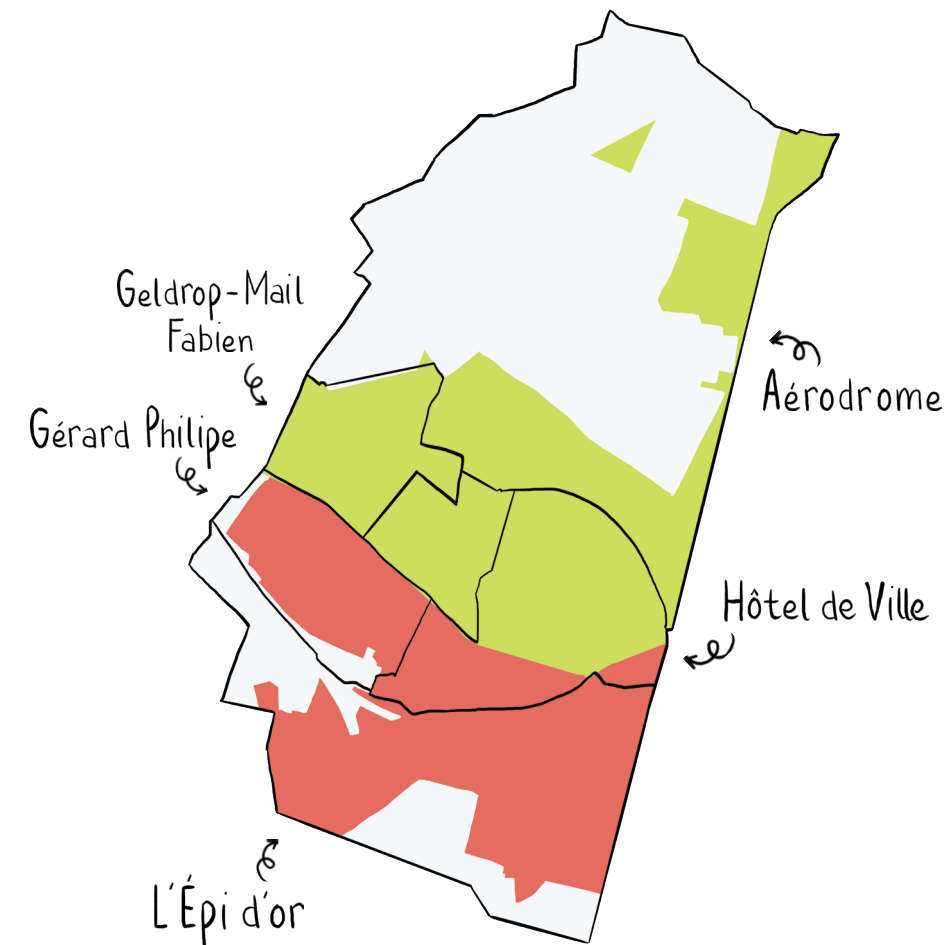 Geldrop-Mail
Fabien
Gérard Philipe
Aérodrome
Hôtel de Ville
L'Épi d'or